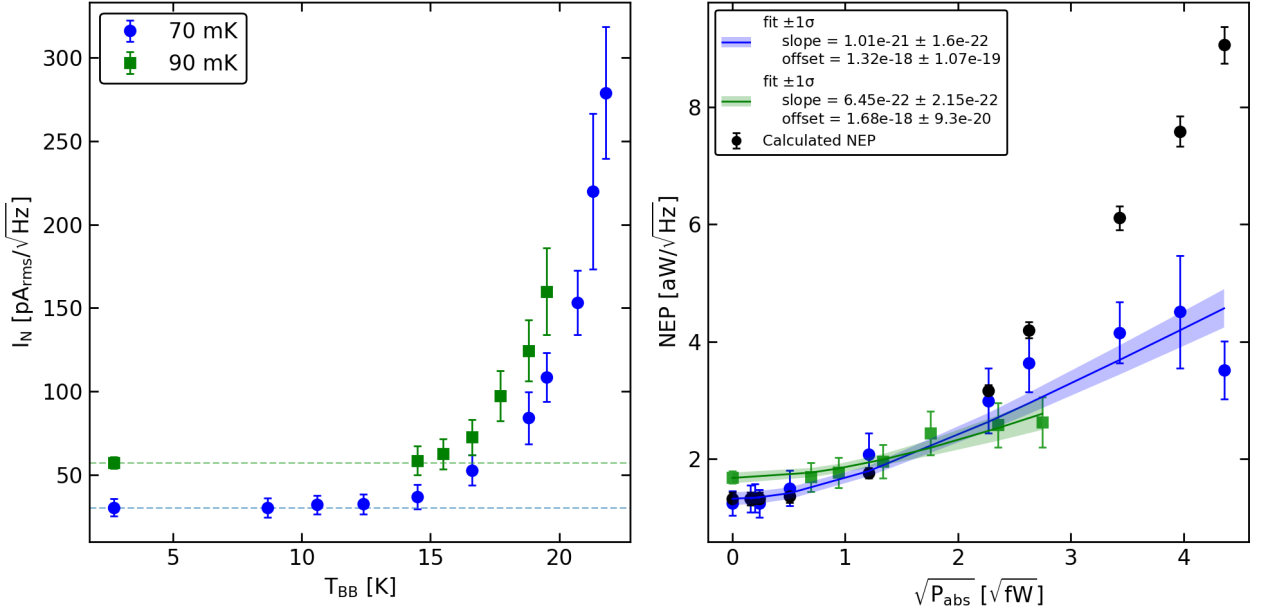 70 mK
90 mK
300
250
200
150
100
50
5
10
15
20
I_N [pA_rms/√Hz]
T_BB [K]
fit ±1σ
slope = 1.01e-21 ± 1.6e-22
offset = 1.32e-18 ± 1.07e-19
fit ±1σ
slope = 6.45e-22 ± 2.15e-22
offset = 1.68e-18 ± 9.3e-20
Calculated NEP
8
6
4
2
0
1
2
3
4
NEP [aW/√Hz]
√P_abs [√fW]